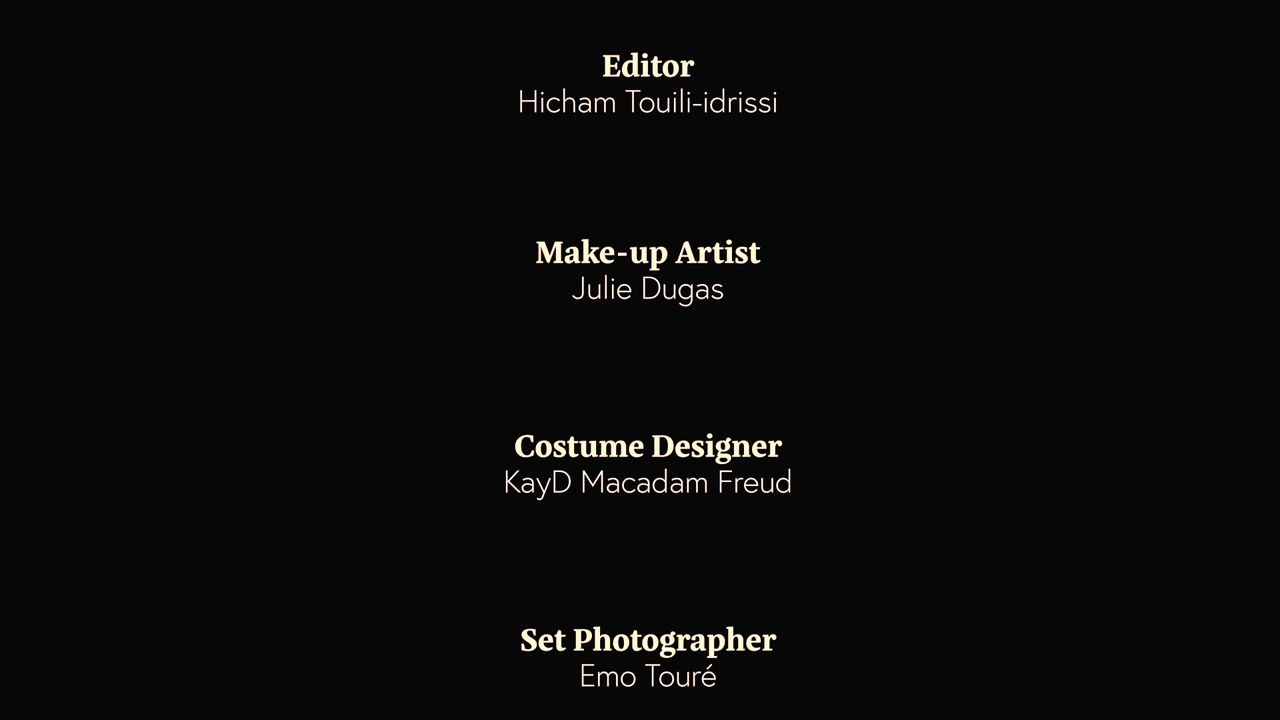 Editor
Hicham Touili-idrissi
Make-up Artist
Julie Dugas
Costume Designer
KayD Macadam Freud
Set Photographer
Emo Touré